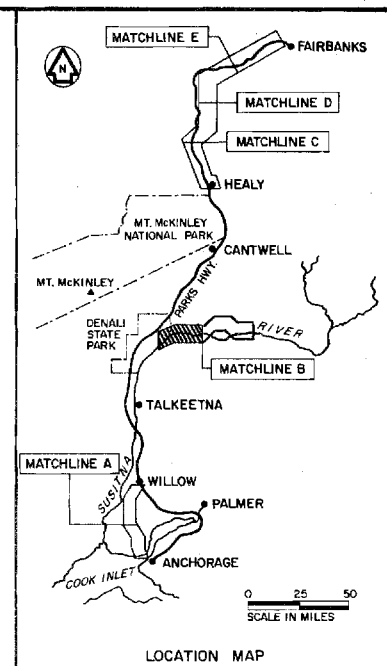 MATCHLINE E
FAIRBANKS
N
MATCHLINE D
MATCHLINE C
HEALY
MT. McKINLEY
NATIONAL PARK
CANTWELL
MT. McKINLEY
PARKS HWY.
DENALI
STATE
PARK
RIVER
MATCHLINE B
TALKEETNA
MATCHLINE A
WILLOW
SUSITNA
PALMER
COOK INLET
ANCHORAGE
0 25 50
SCALE IN MILES
LOCATION MAP